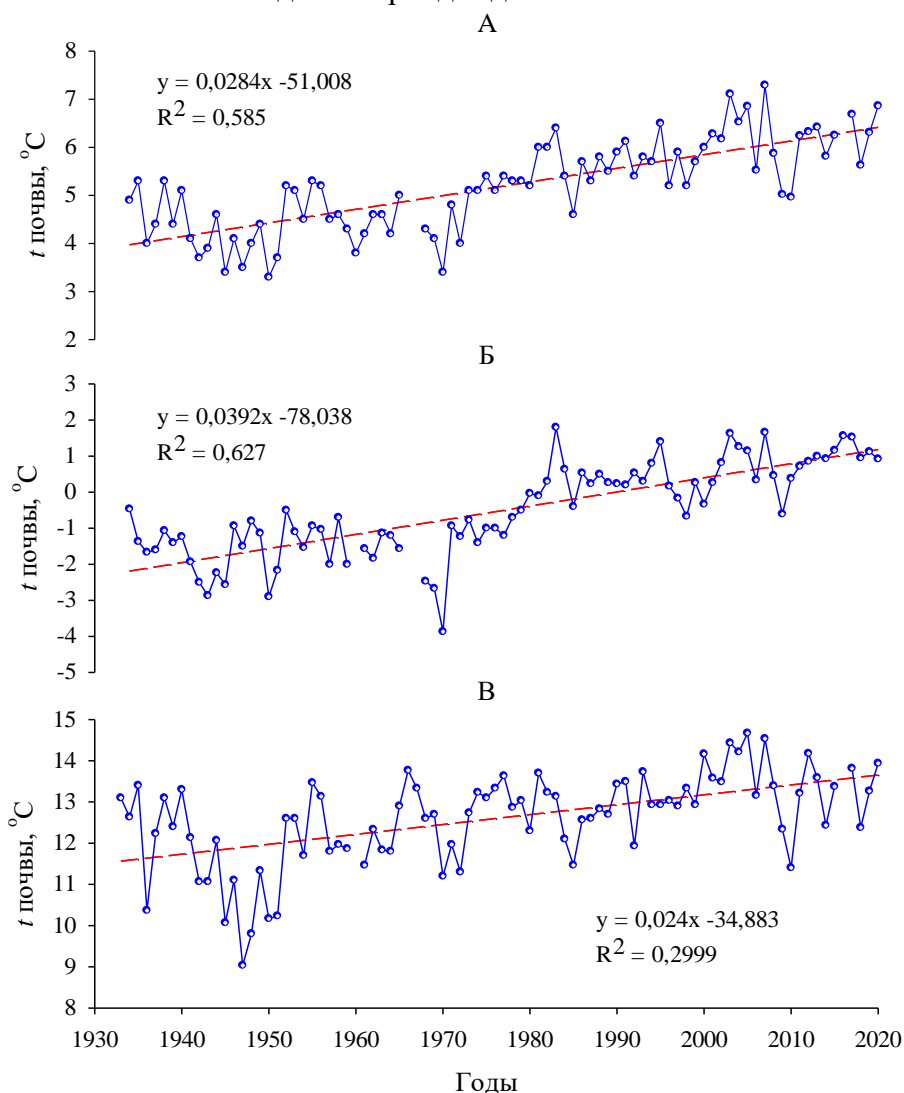 А
8
7
6
5
4
3
2
t почвы, °C
y = 0,0284x -51,008
R² = 0,585
Б
3
2
1
0
-1
-2
-3
-4
-5
t почвы, °C
y = 0,0392x -78,038
R² = 0,627
В
15
14
13
12
11
10
9
8
t почвы, °C
y = 0,024x -34,883
R² = 0,2999
1930 1940 1950 1960 1970 1980 1990 2000 2010 2020
Годы